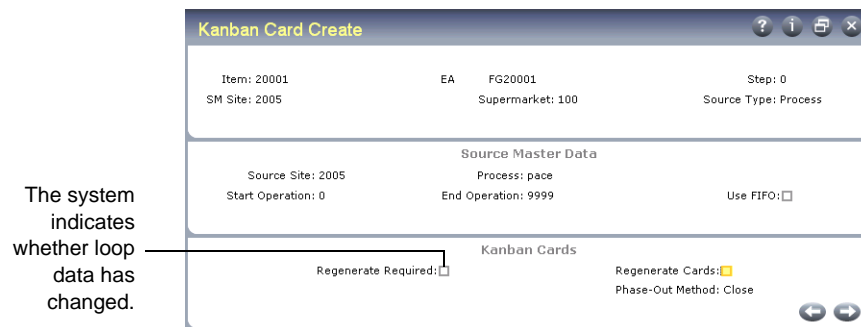 Kanban Card Create
Item: 20001 EA FG20001 Step: 0
SM Site: 2005 Supermarket: 100 Source Type: Process
Source Master Data
Source Site: 2005 Process: pace
Start Operation: 0 End Operation: 9999 Use FIFO:
Kanban Cards
Regenerate Required: Regenerate Cards:
Phase-Out Method: Close
The system
indicates
whether loop
data has
changed.